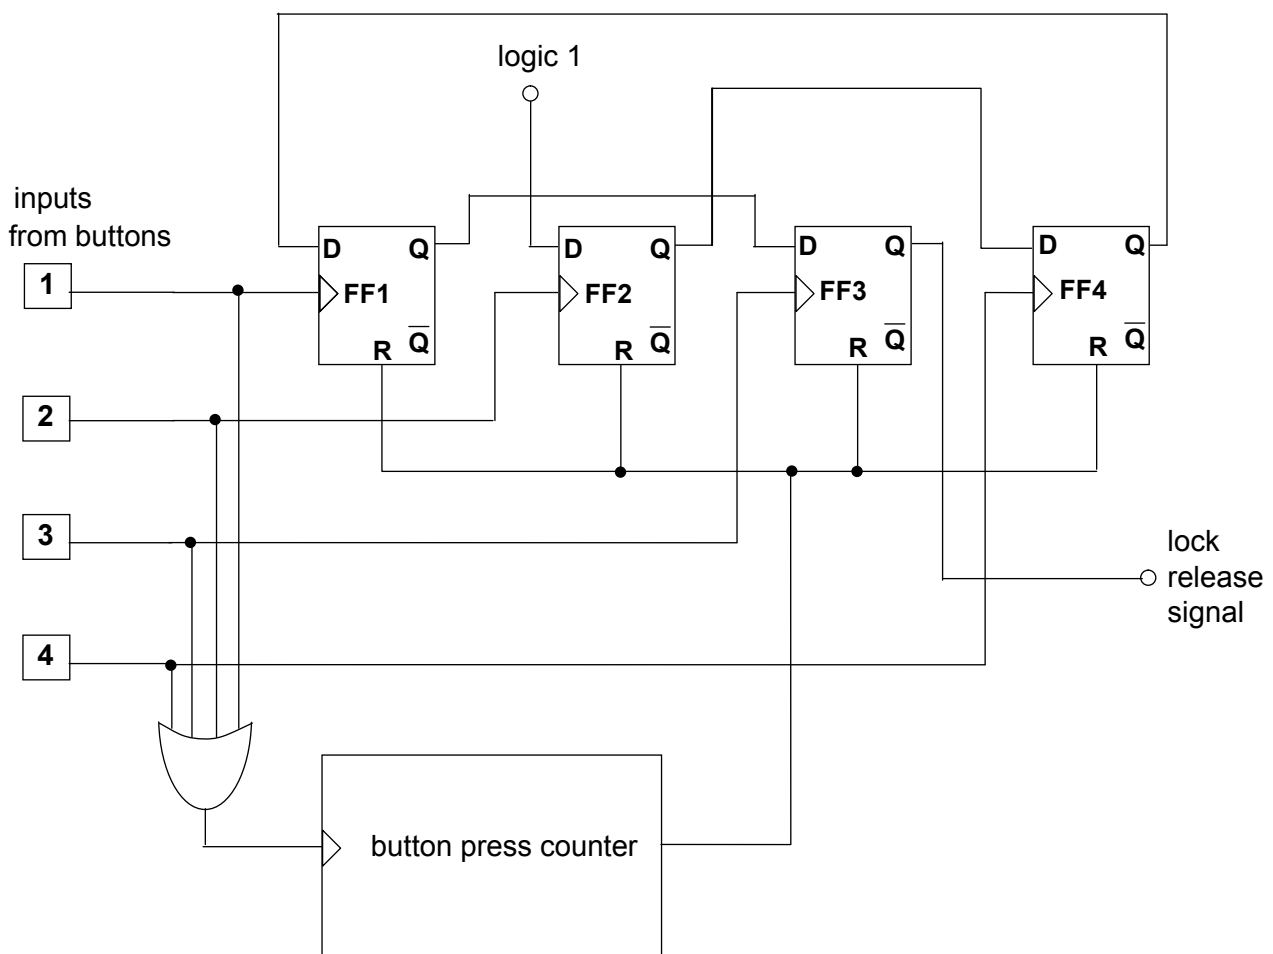 logic 1
inputs
from buttons
D Q
FF1
R Q̅
D Q
FF2
R Q̅
D Q
FF3
R Q̅
D Q
FF4
R Q̅
1
2
3
4
lock
release
signal
button press counter